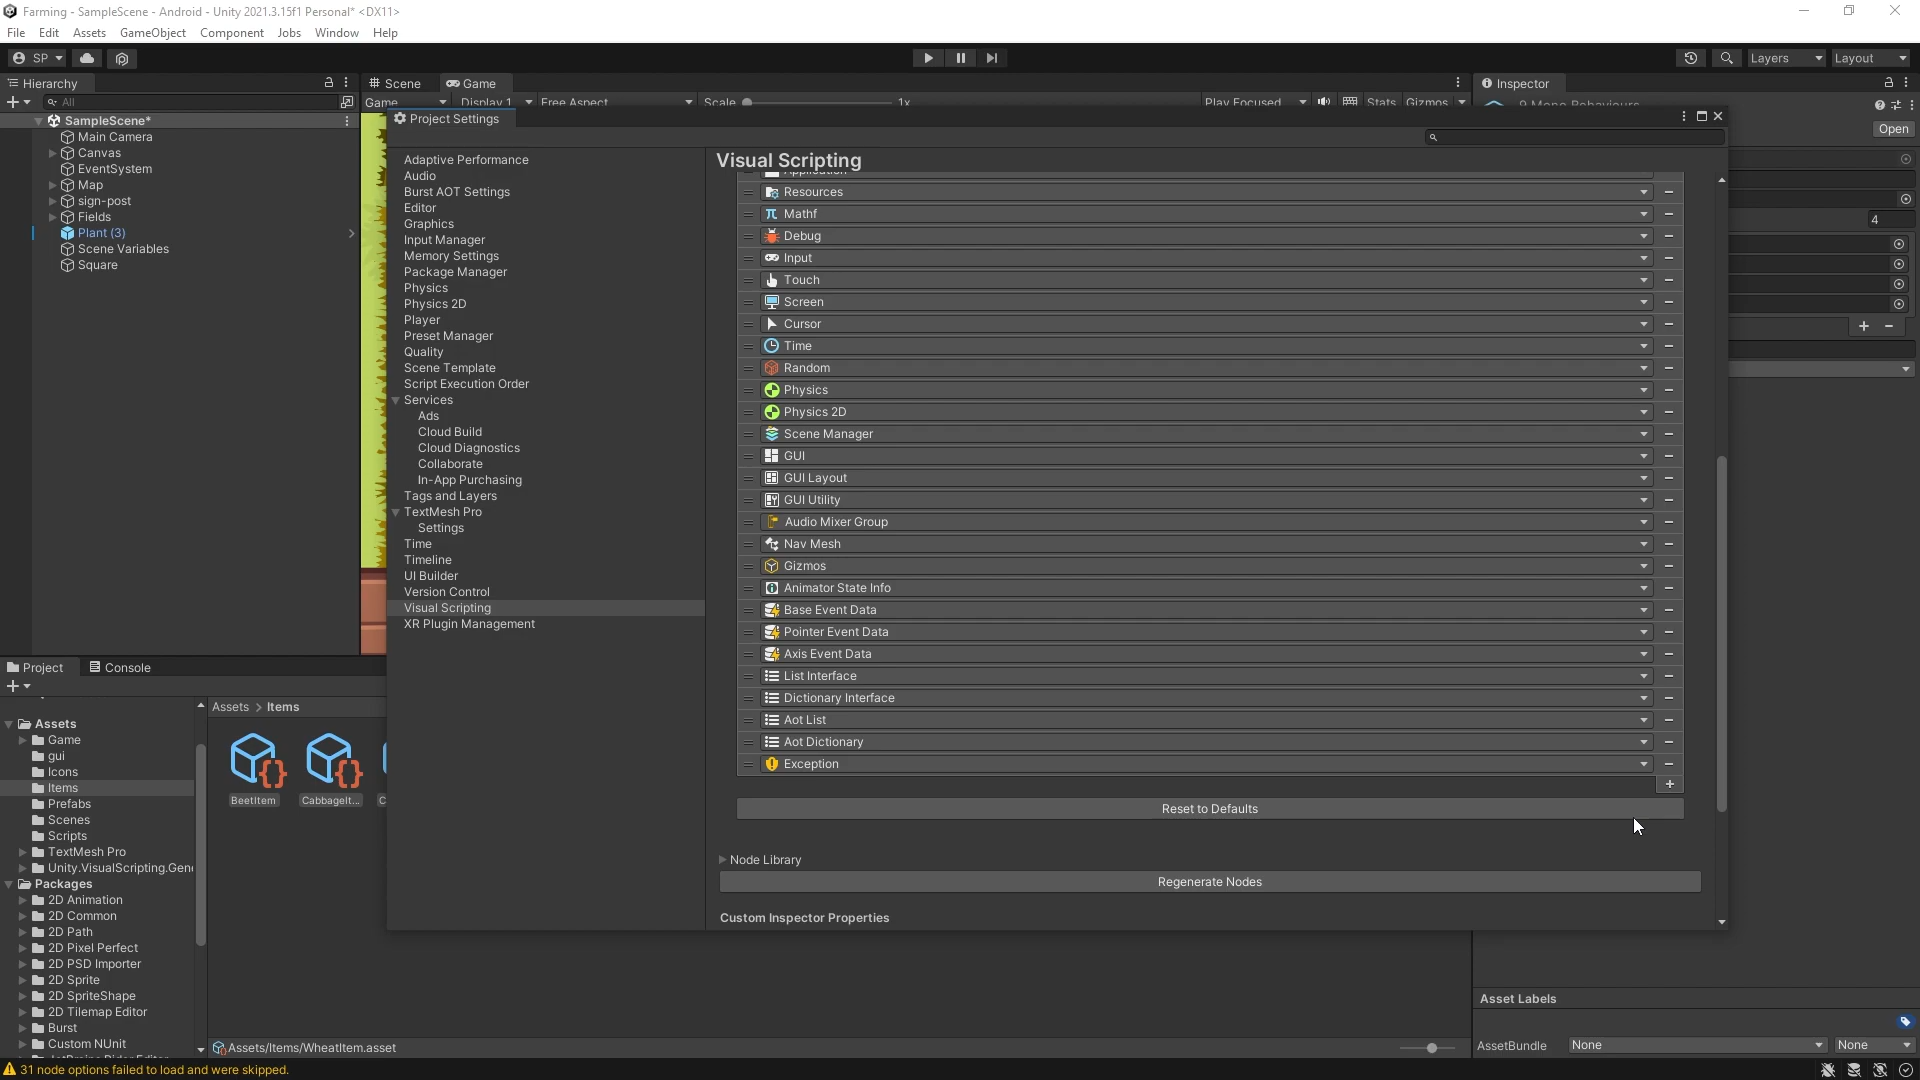 Farming - SampleScene - Android - Unity 2021.3.15f1 Personal* <DX11>
File Edit Assets GameObject Component Jobs Window Help
SP Layers Layout
Hierarchy Scene Game Inspector
All Game Display 1 Free Aspect Scale 1x Play Focused Stats Gizmos 9 Mono Behaviours
Open
SampleScene*
Main Camera
Canvas
EventSystem
Map
sign-post
Fields
Plant (3)
Scene Variables
Square
4
Project Settings
Adaptive Performance
Audio
Burst AOT Settings
Editor
Graphics
Input Manager
Memory Settings
Package Manager
Physics
Physics 2D
Player
Preset Manager
Quality
Scene Template
Script Execution Order
Services
Ads
Cloud Build
Cloud Diagnostics
Collaborate
In-App Purchasing
Tags and Layers
TextMesh Pro
Settings
Time
Timeline
UI Builder
Version Control
Visual Scripting
XR Plugin Management
Visual Scripting
Application
Resources
Mathf
Debug
Input
Touch
Screen
Cursor
Time
Random
Physics
Physics 2D
Scene Manager
GUI
GUI Layout
GUI Utility
Audio Mixer Group
Nav Mesh
Gizmos
Animator State Info
Base Event Data
Pointer Event Data
Axis Event Data
List Interface
Dictionary Interface
Aot List
Aot Dictionary
Exception
Reset to Defaults
Node Library
Regenerate Nodes
Custom Inspector Properties
Project Console
Assets
Game
gui
Icons
Items
Prefabs
Scenes
Scripts
TextMesh Pro
Unity.VisualScripting.Gene
Packages
2D Animation
2D Common
2D Path
2D Pixel Perfect
2D PSD Importer
2D Sprite
2D SpriteShape
2D Tilemap Editor
Burst
Custom NUnit
JetBrains Rider Editor
Assets > Items
BeetItem CabbageIt... C
Assets/Items/WheatItem.asset
Asset Labels
AssetBundle None None
31 node options failed to load and were skipped.